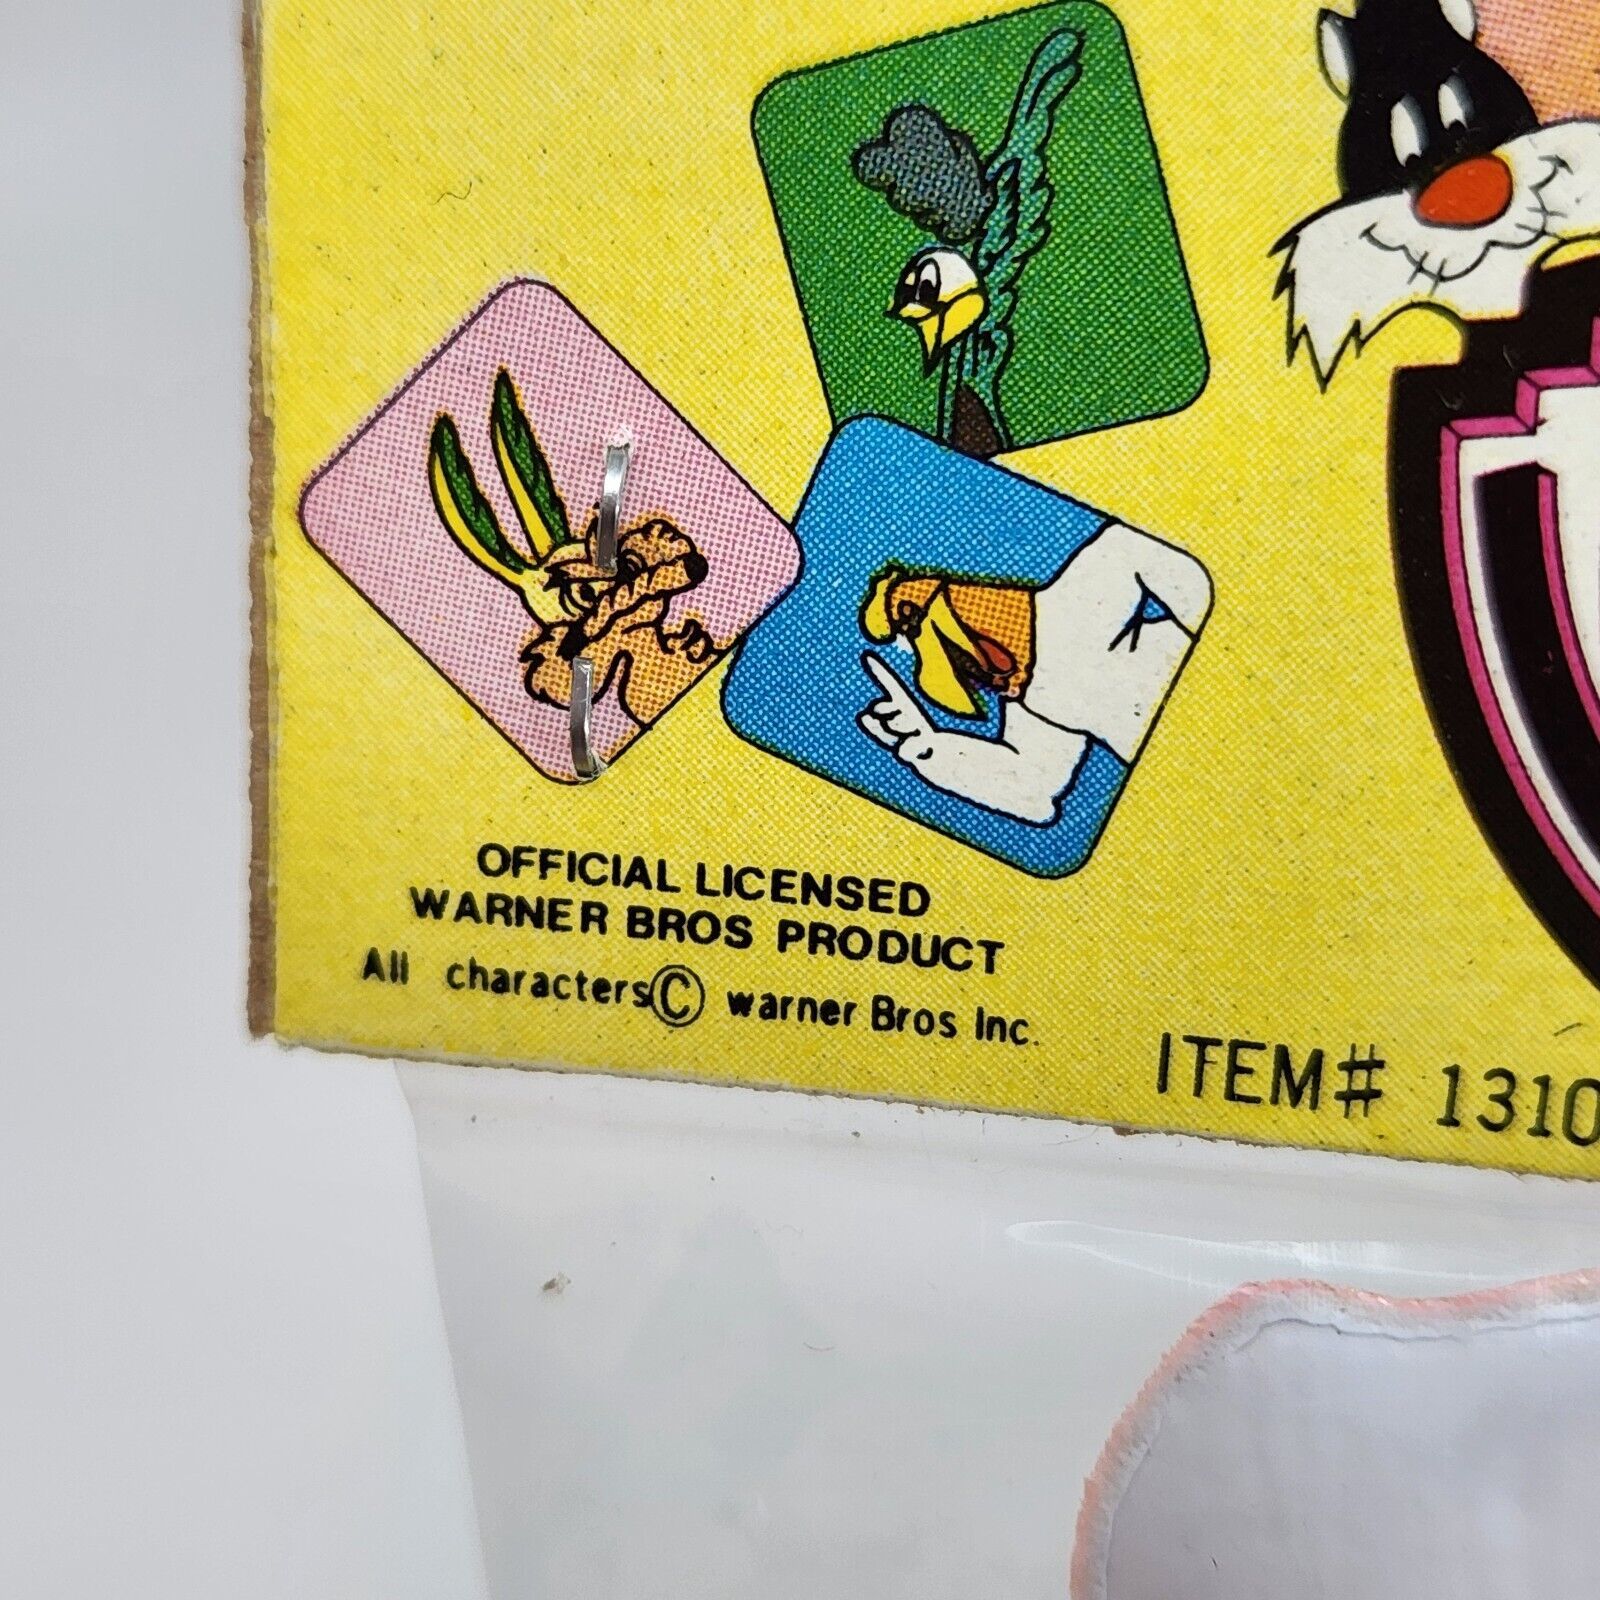 OFFICIAL LICENSED
WARNER BROS PRODUCT
All characters© warner Bros Inc.
ITEM# 1310